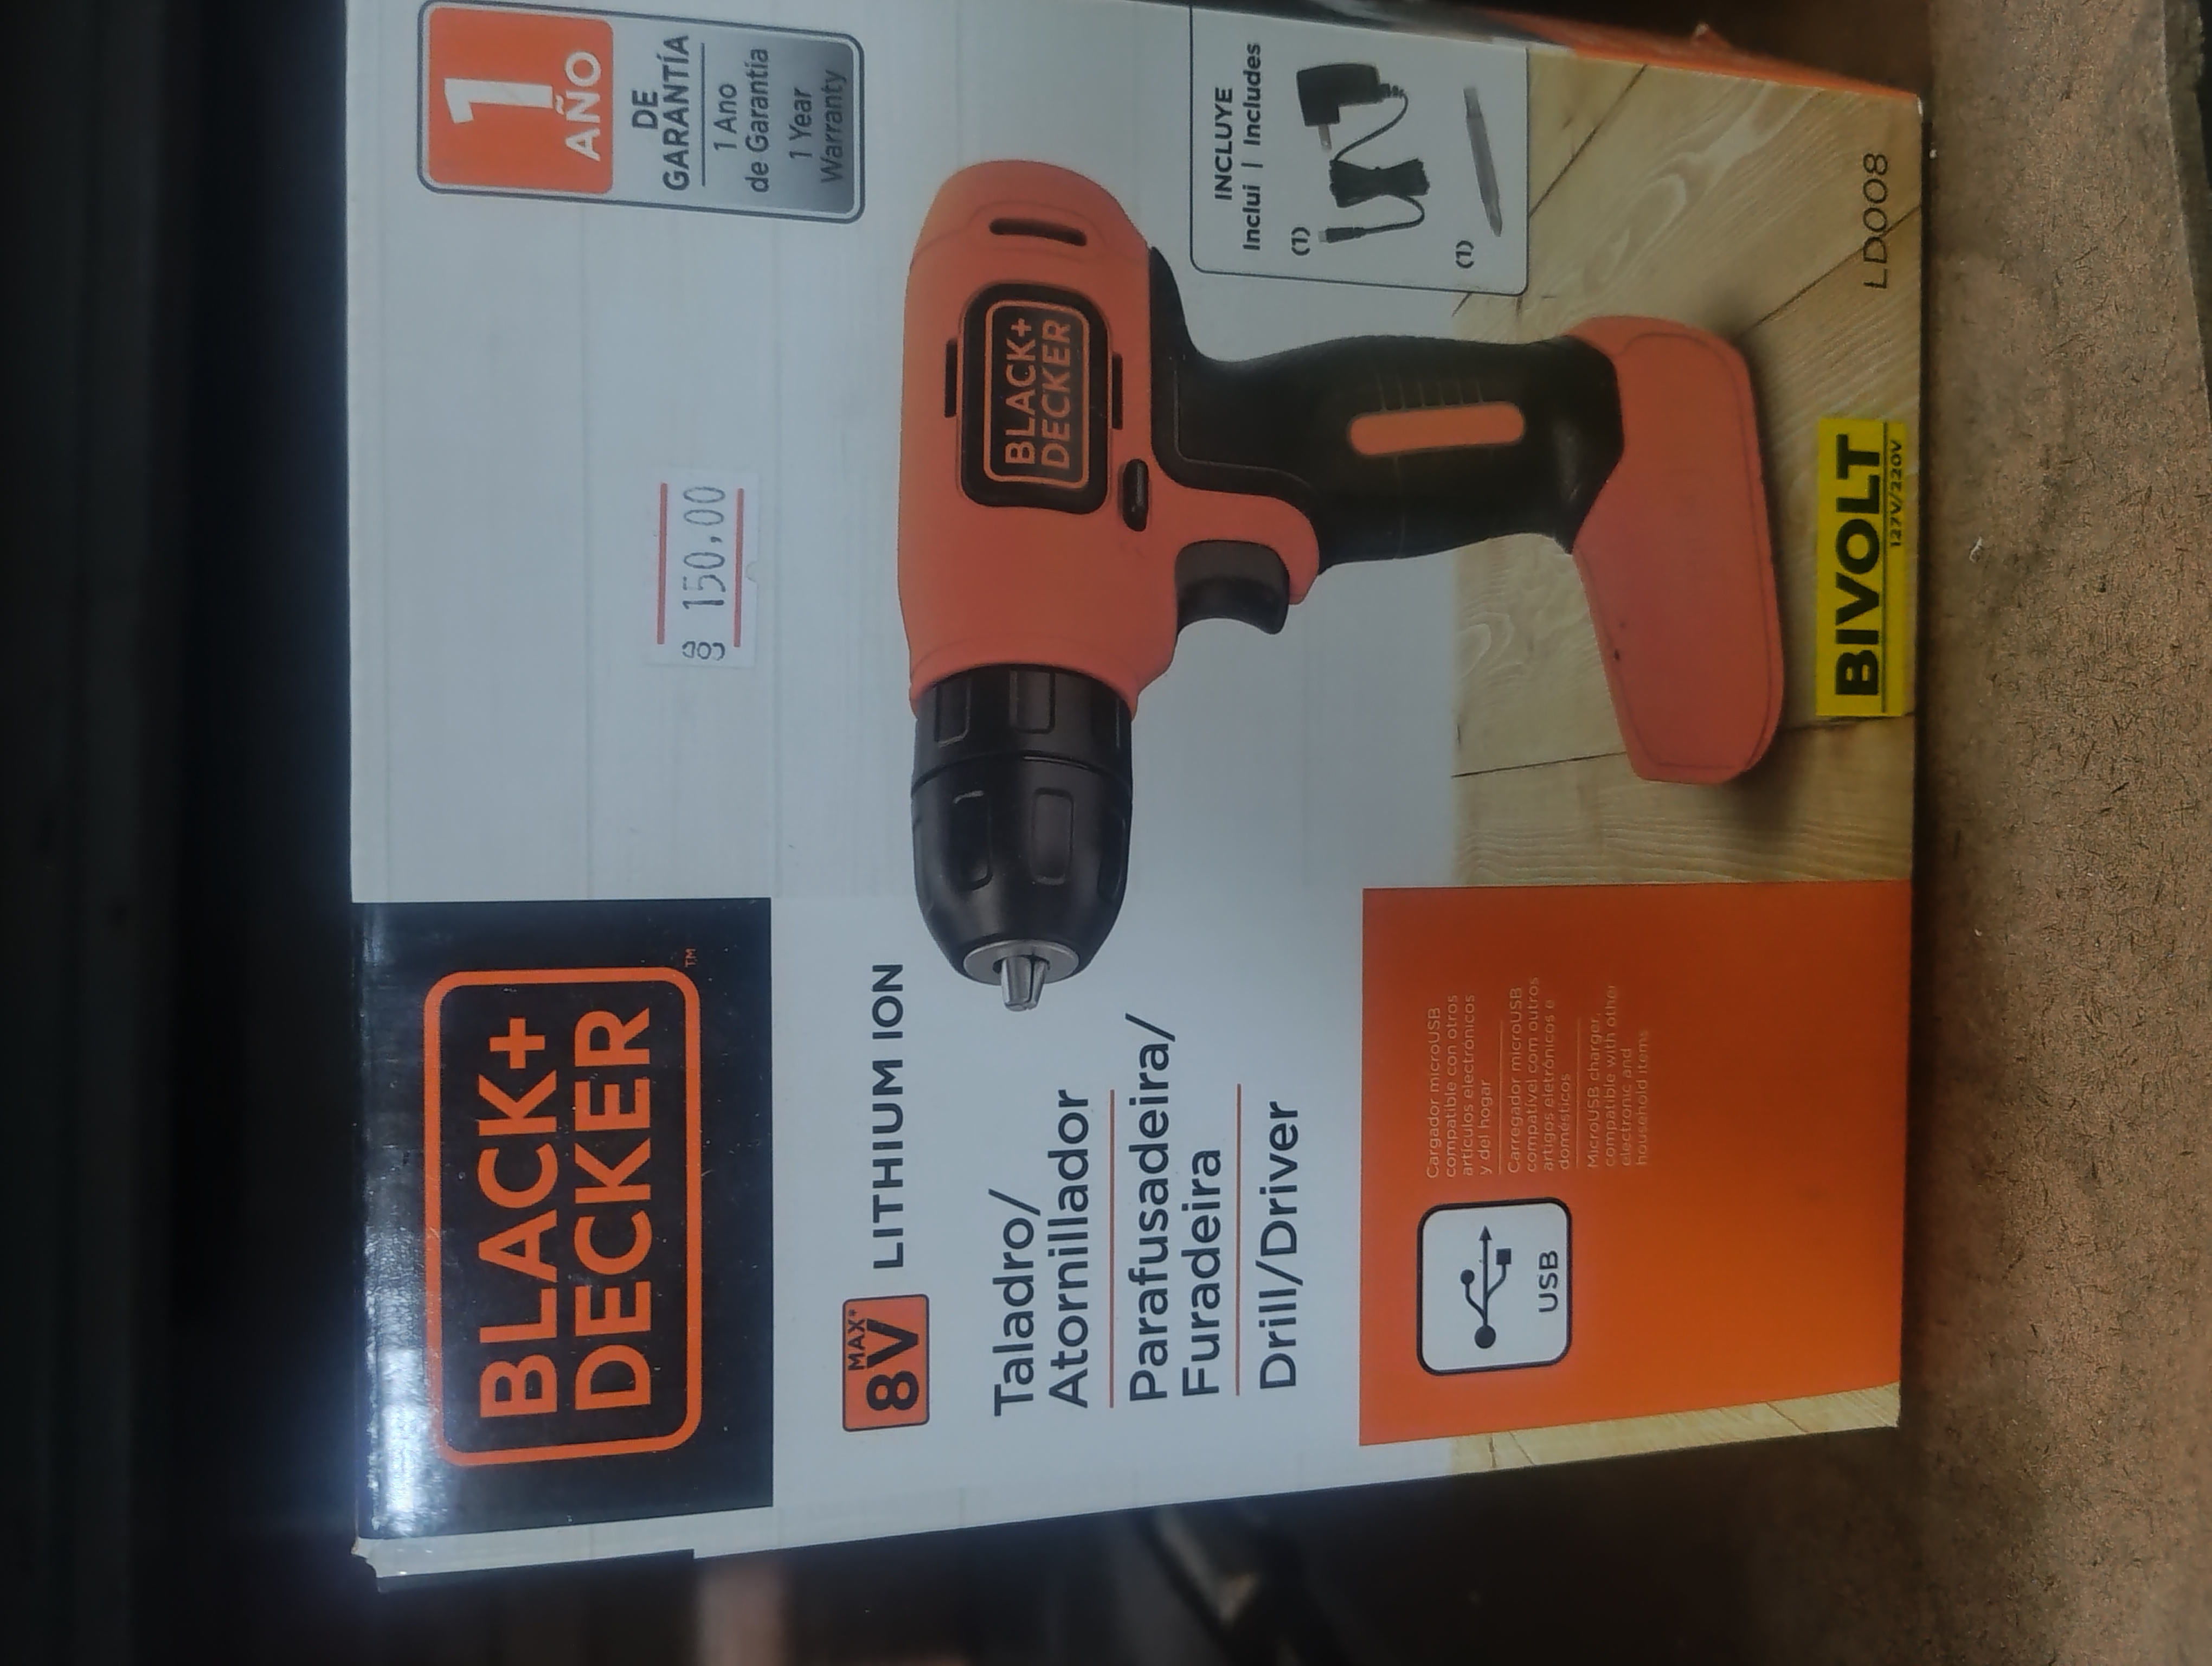 BLACK+
DECKER
TM
1
AÑO
DE
GARANTÍA
1 Ano
de Garantia
1 Year
Warranty
COD 150,00
8V MAX*
LITHIUM ION
Taladro/
Atornillador
Parafusadeira/
Furadeira
Drill/Driver
BLACK+
DECKER
INCLUYE
Inclui | Includes
(1)
(1)
USB
Cargador microUSB
compatible con otros
artículos electrónicos
y del hogar
Carregador microUSB
compatível com outros
artigos eletrônicos e
domésticos
MicroUSB charger,
compatible with other
electronic and
household items
BIVOLT
127V/220V
LD008